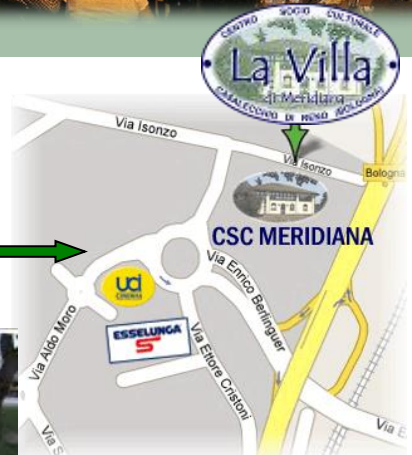 CENTRO SOCIO CULTURALE
La Villa
di Meridiana
CASALECCHIO DI RENO (BOLOGNA)
Via Isonzo
Via Isonzo
Bologna
CSC MERIDIANA
uci
CINEMAS
Via Enrico Berlinguer
ESSELUNGA
S
Via Aldo Moro
Via Ettore Cristoni
Via S
Via E